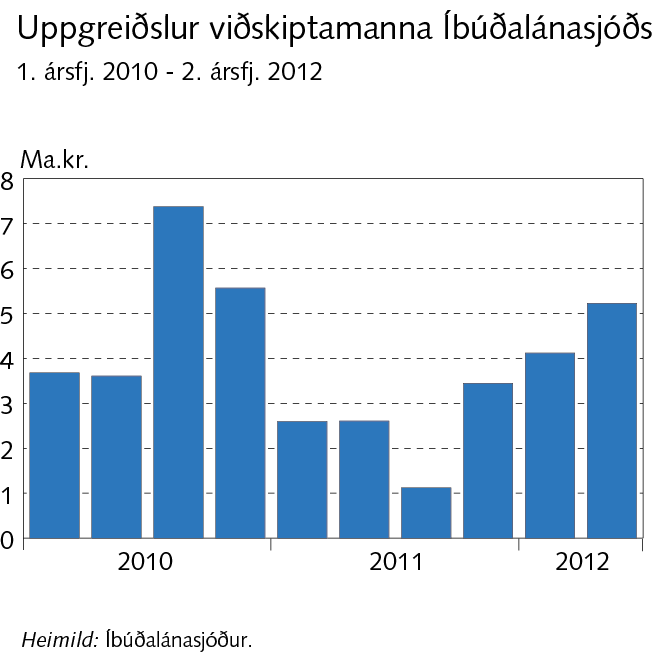 Uppgreiðslur viðskiptamanna Íbúðalánasjóðs
1. ársfj. 2010 - 2. ársfj. 2012
Ma.kr.
8
7
6
5
4
3
2
1
0
2010 2011 2012
Heimild: Íbúðalánasjóður.